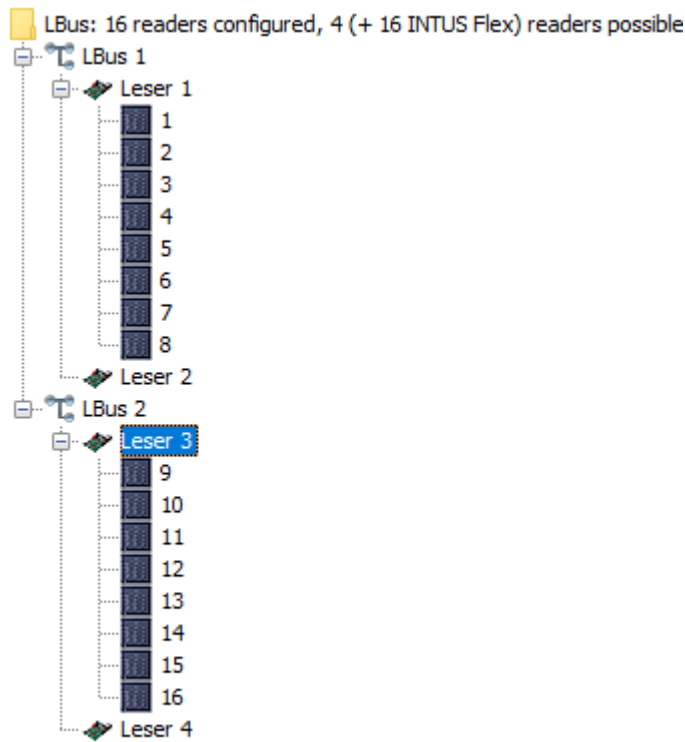 LBus: 16 readers configured, 4 (+ 16 INTUS Flex) readers possible
LBus 1
Leser 1
1
2
3
4
5
6
7
8
Leser 2
LBus 2
Leser 3
9
10
11
12
13
14
15
16
Leser 4